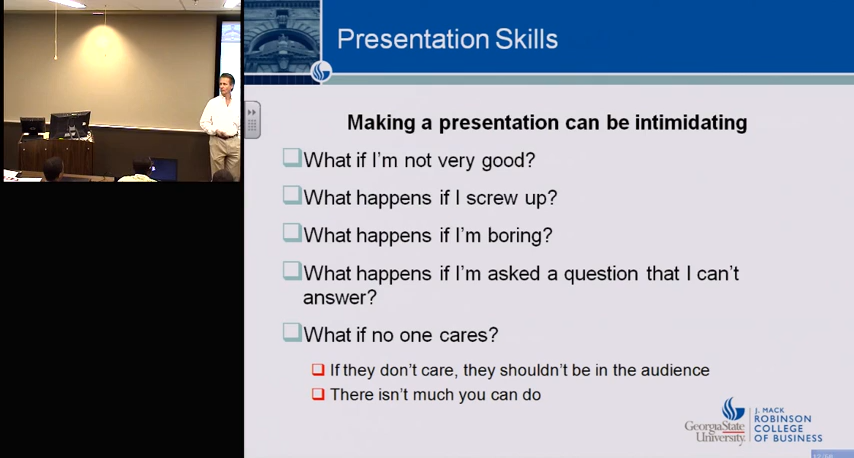 Presentation Skills
Making a presentation can be intimidating
What if I'm not very good?
What happens if I screw up?
What happens if I'm boring?
What happens if I'm asked a question that I can't
answer?
What if no one cares?
If they don't care, they shouldn't be in the audience
There isn't much you can do
GeorgiaState
University
J. MACK
ROBINSON
COLLEGE
OF BUSINESS